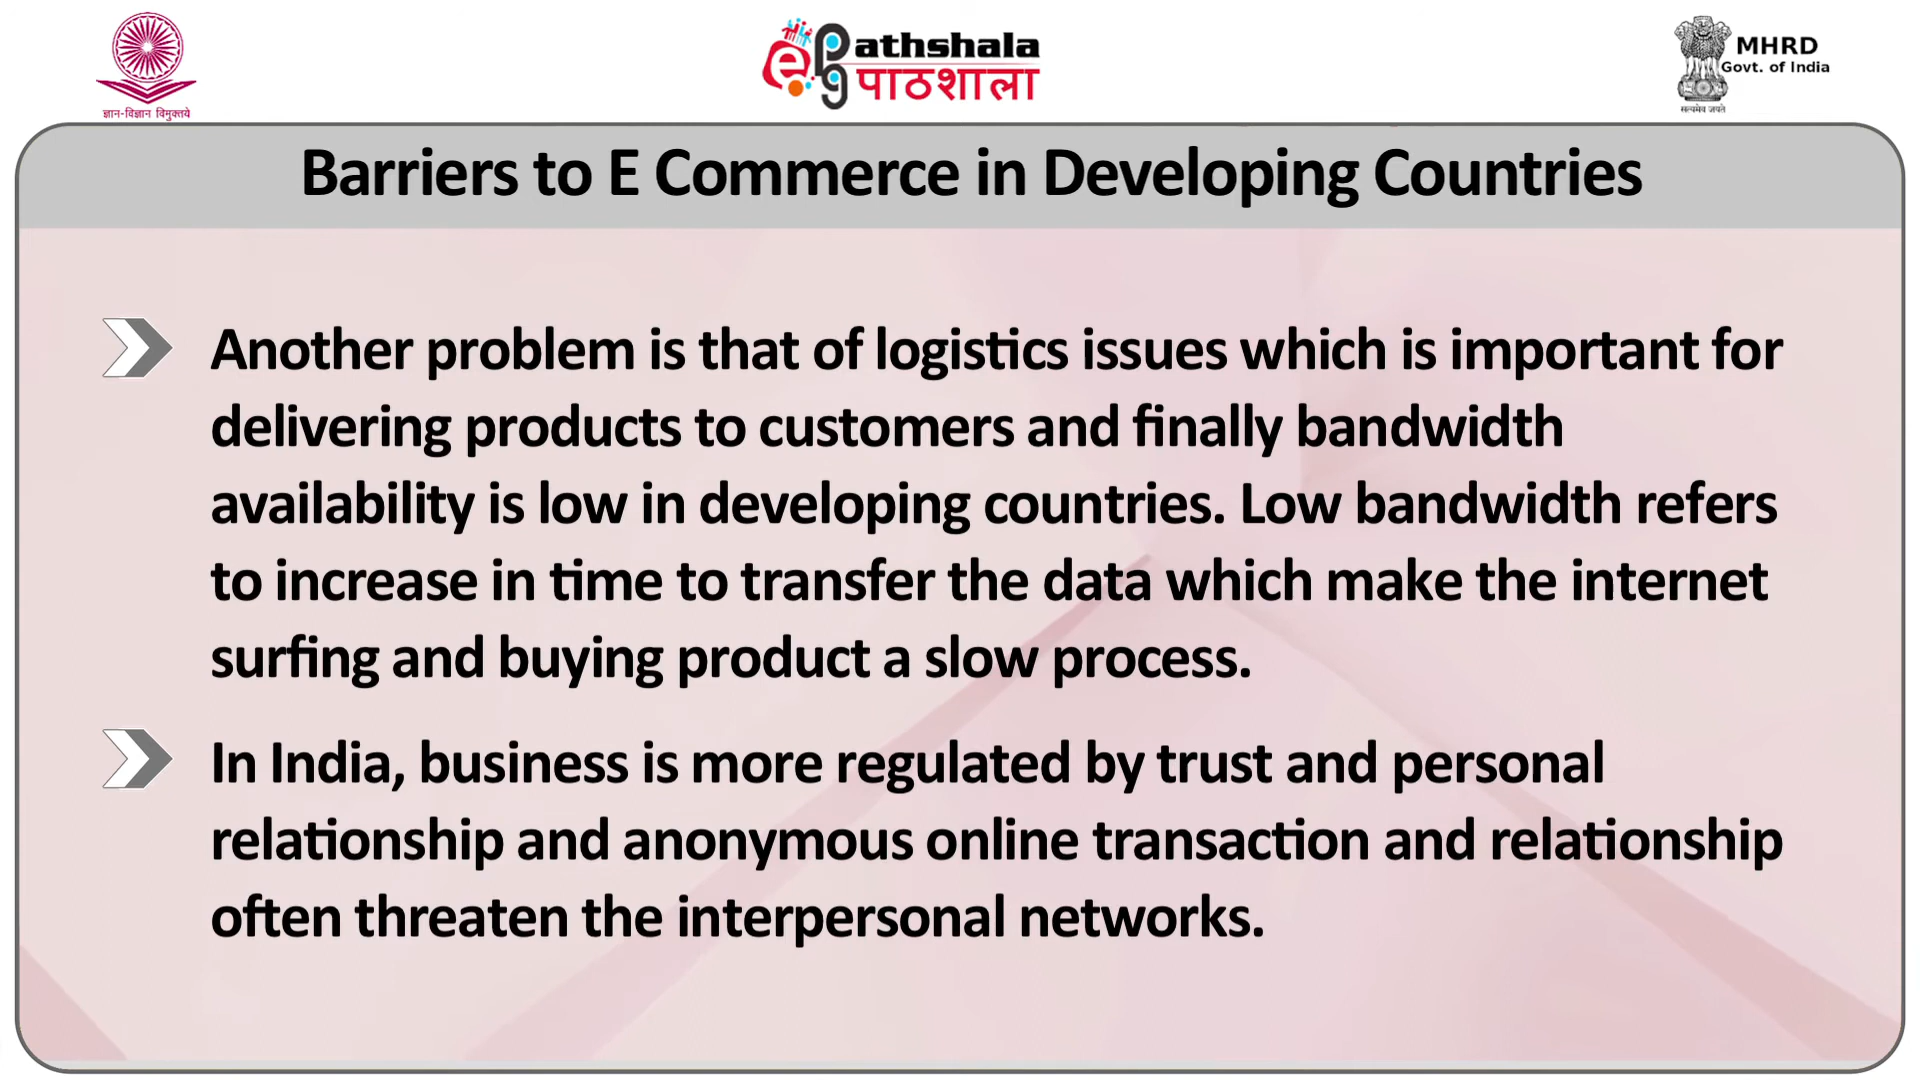 ज्ञान-विज्ञान विमुक्तये
ePathshala
पाठशाला
MHRD
Govt. of India
सत्यमेव जयते
Barriers to E Commerce in Developing Countries
Another problem is that of logistics issues which is important for
delivering products to customers and finally bandwidth
availability is low in developing countries. Low bandwidth refers
to increase in time to transfer the data which make the internet
surfing and buying product a slow process.
In India, business is more regulated by trust and personal
relationship and anonymous online transaction and relationship
often threaten the interpersonal networks.